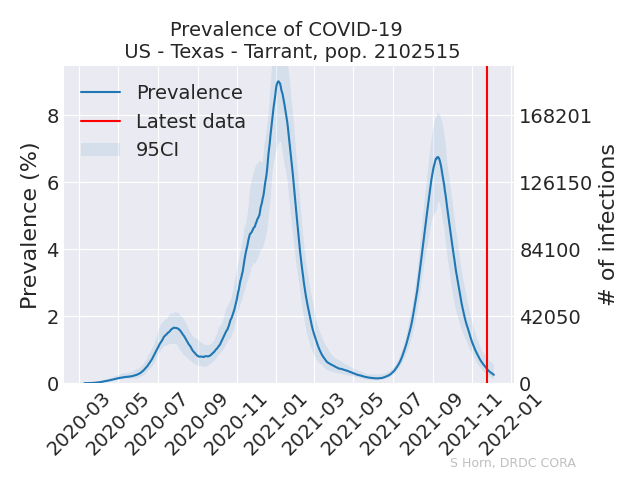 Prevalence of COVID-19
US - Texas - Tarrant, pop. 2102515
Prevalence
Latest data
95CI
Prevalence (%)
8
6
4
2
0
168201
126150
84100
42050
0
# of infections
2020-03
2020-05
2020-07
2020-09
2020-11
2021-01
2021-03
2021-05
2021-07
2021-09
2021-11
2022-01
S Horn, DRDC CORA